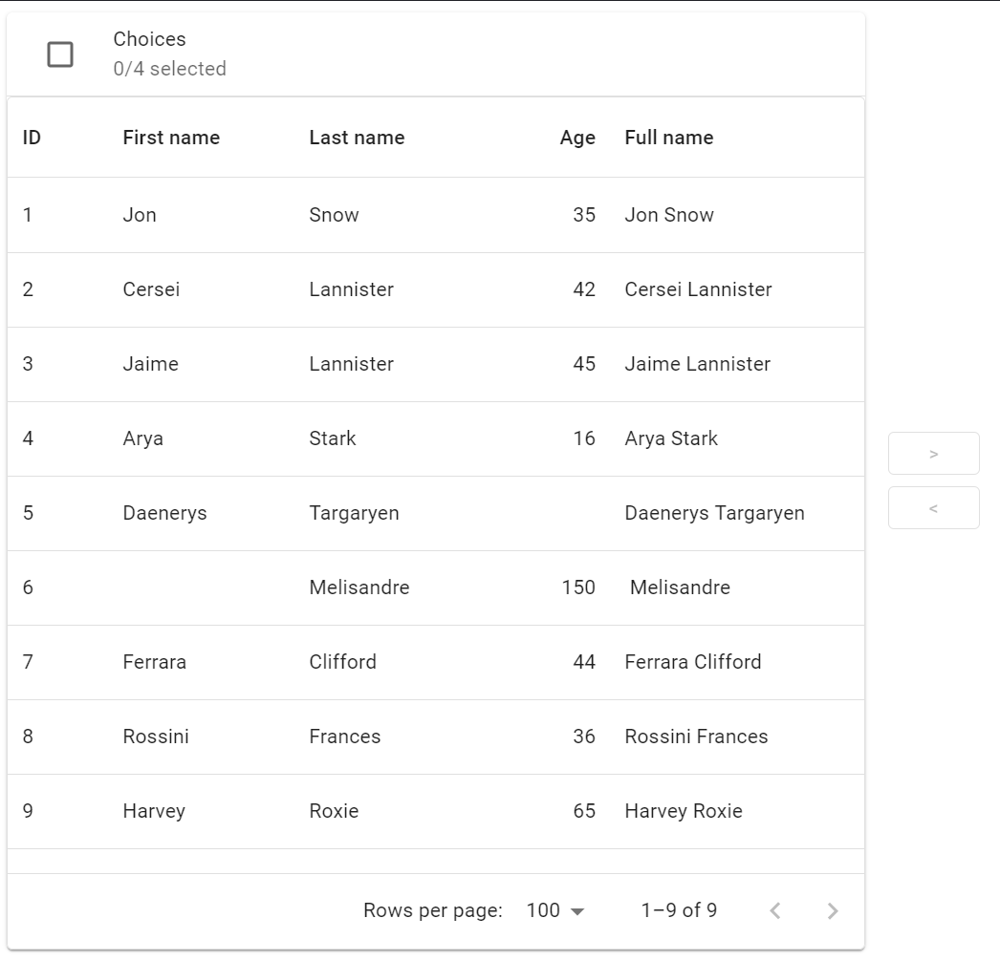 Choices
0/4 selected
ID First name Last name Age Full name
1 Jon Snow 35 Jon Snow
2 Cersei Lannister 42 Cersei Lannister
3 Jaime Lannister 45 Jaime Lannister
4 Arya Stark 16 Arya Stark
5 Daenerys Targaryen Daenerys Targaryen
6 Melisandre 150 Melisandre
7 Ferrara Clifford 44 Ferrara Clifford
8 Rossini Frances 36 Rossini Frances
9 Harvey Roxie 65 Harvey Roxie
Rows per page: 100 1–9 of 9
>
<